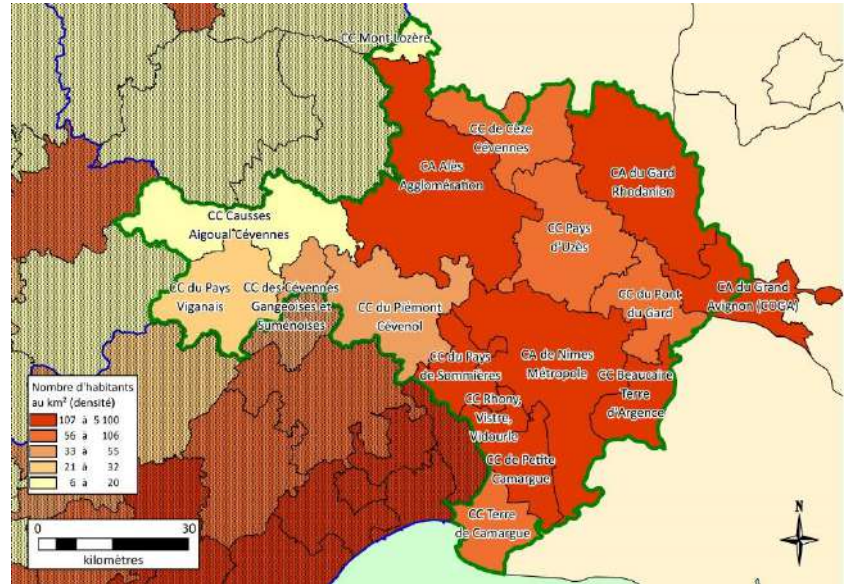 CC Mont Lozère
CC de Cèze
Cévennes
CA Alès
Agglomération
CA du Gard
Rhodanien
CC Causses
Aigoual Cévennes
CC Pays
d'Uzès
CC du Pays
Viganais
CC des Cévennes
Gangeoises et
Suménoises
CC du Piémont
Cévenol
CC du Pont
du Gard
CA du Grand
Avignon (COGA)
CC du Pays
de Sommières
CA de Nîmes
Métropole
CC Beaucaire
Terre
d'Argence
CC Rhony,
Vistre,
Vidourle
CC de Petite
Camargue
CC Terre
de Camargue
Nombre d'habitants
au km² (densité)
107 à 5 100
56 à 106
33 à 55
21 à 32
6 à 20
0 30
kilomètres
N